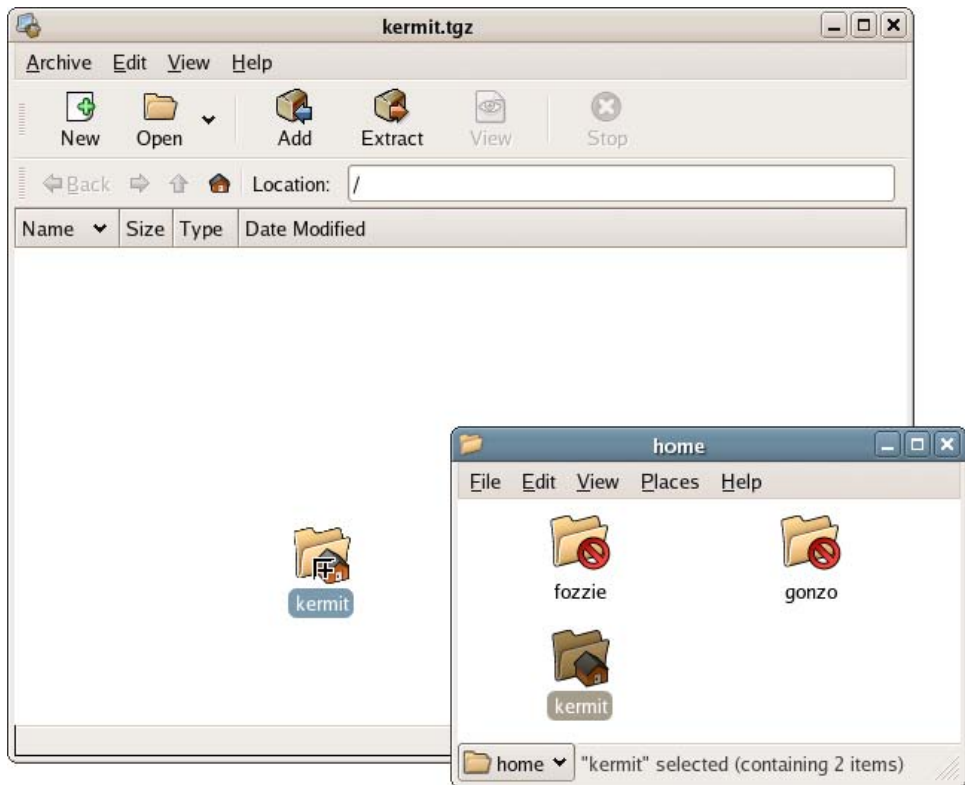 kermit.tgz
Archive Edit View Help
New Open Add Extract View Stop
Back Location: /
Name Size Type Date Modified
kermit
home
File Edit View Places Help
fozzie gonzo
kermit
home "kermit" selected (containing 2 items)